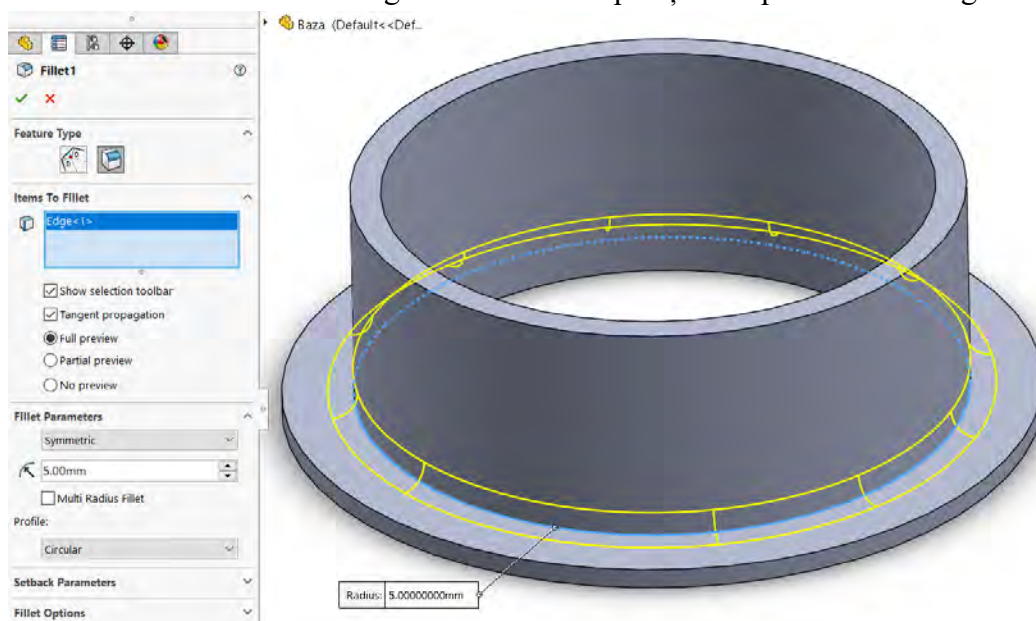 Baza (Default<<Def...
Fillet1
Feature Type
Items To Fillet
Edge<1>
Show selection toolbar
Tangent propagation
Full preview
Partial preview
No preview
Fillet Parameters
Symmetric
5.00mm
Multi Radius Fillet
Profile:
Circular
Setback Parameters
Fillet Options
Radius: 5.00000000mm